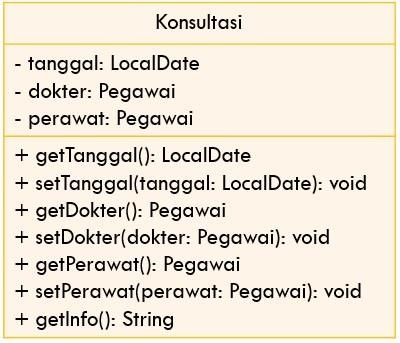 Konsultasi
- tanggal: LocalDate
- dokter: Pegawai
- perawat: Pegawai
+ getTanggal(): LocalDate
+ setTanggal(tanggal: LocalDate): void
+ getDokter(): Pegawai
+ setDokter(dokter: Pegawai): void
+ getPerawat(): Pegawai
+ setPerawat(perawat: Pegawai): void
+ getInfo(): String